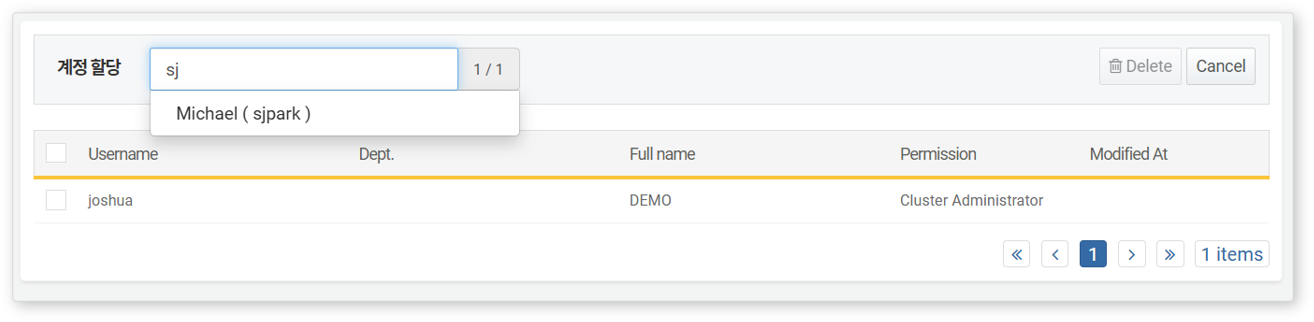 계정 할당 sj 1 / 1 Delete Cancel
Michael ( sjpark )
Username Dept. Full name Permission Modified At
joshua DEMO Cluster Administrator
« ‹ 1 › » 1 items